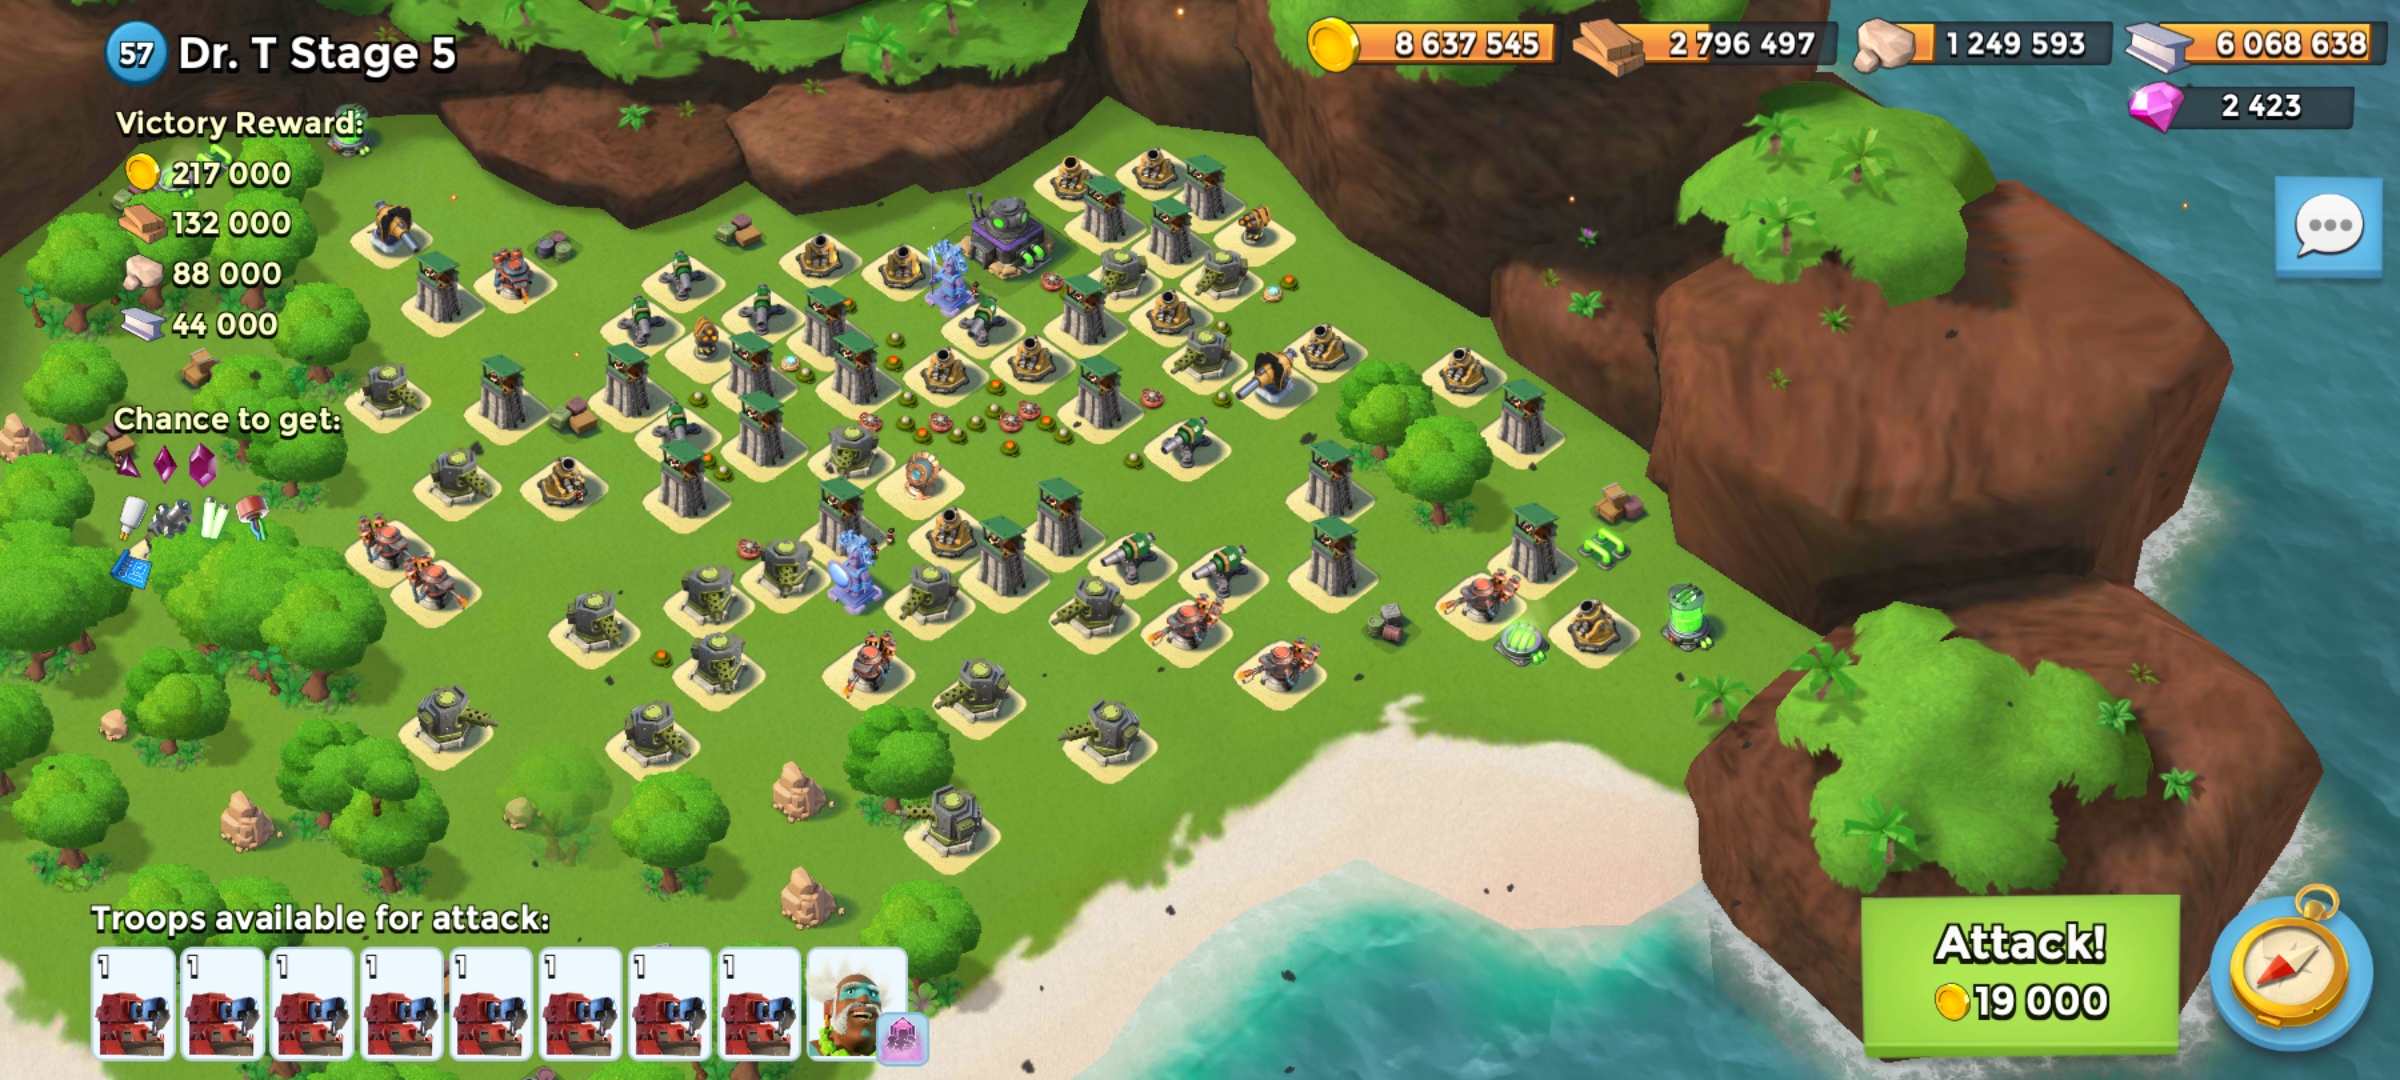 57 Dr. T Stage 5
8 637 545 2 796 497 1 249 593 6 068 638
2 423
Victory Reward:
217 000
132 000
88 000
44 000
Chance to get:
Troops available for attack:
1 1 1 1 1 1 1 1
Attack!
19 000